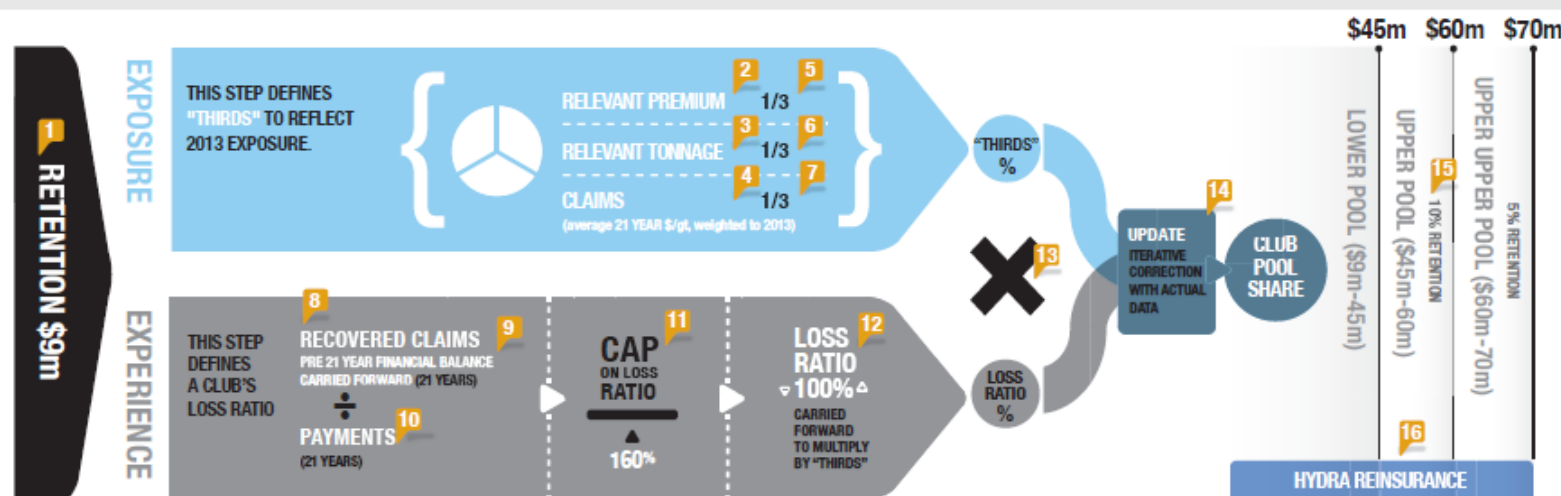 1
RETENTION $9m
EXPOSURE
THIS STEP DEFINES
"THIRDS" TO REFLECT
2013 EXPOSURE.
2
5
RELEVANT PREMIUM 1/3
3
6
RELEVANT TONNAGE 1/3
4
7
CLAIMS 1/3
(average 21 YEAR $/gt, weighted to 2013)
"THIRDS"
%
EXPERIENCE
THIS STEP
DEFINES
A CLUB'S
LOSS RATIO
8
RECOVERED CLAIMS
9
PRE 21 YEAR FINANCIAL BALANCE
CARRIED FORWARD (21 YEARS)
÷
10
PAYMENTS
(21 YEARS)
11
CAP
ON LOSS
RATIO
160%
12
LOSS
RATIO
100%
CARRIED
FORWARD
TO MULTIPLY
BY "THIRDS"
LOSS
RATIO
%
13
14
UPDATE
ITERATIVE
CORRECTION
WITH ACTUAL
DATA
CLUB
POOL
SHARE
$45m $60m $70m
LOWER POOL ($9m-45m)
UPPER POOL ($45m-60m)
15
10% RETENTION
UPPER UPPER POOL ($60m-70m)
5% RETENTION
16
HYDRA REINSURANCE